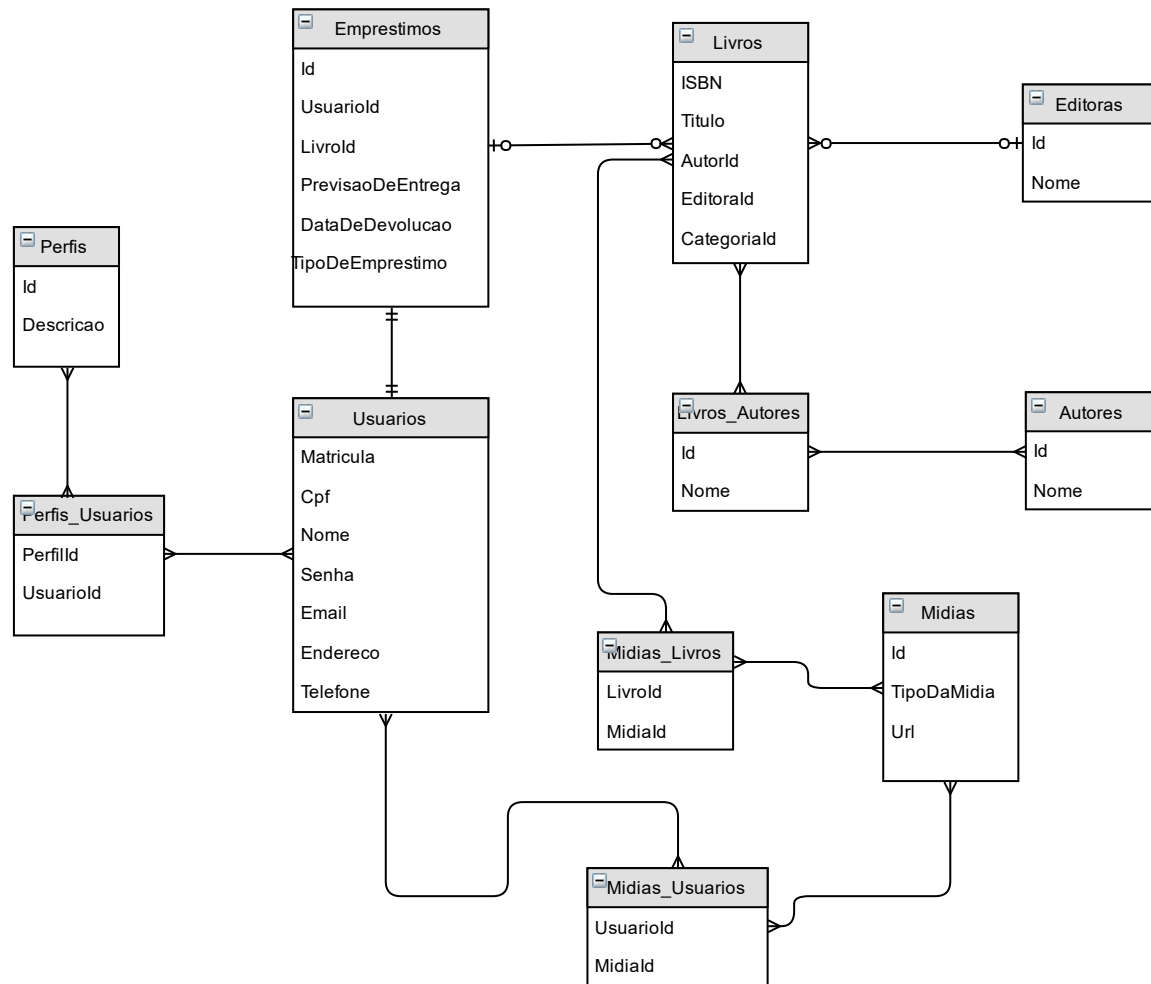 Emprestimos
Id
UsuarioId
LivroId
PrevisaoDeEntrega
DataDeDevolucao
TipoDeEmprestimo
Livros
ISBN
Titulo
AutorId
EditoraId
CategoriaId
Editoras
Id
Nome
Perfis
Id
Descricao
Usuarios
Matricula
Cpf
Nome
Senha
Email
Endereco
Telefone
Livros_Autores
Id
Nome
Autores
Id
Nome
Perfis_Usuarios
PerfilId
UsuarioId
Midias_Livros
LivroId
MidiaId
Midias
Id
TipoDaMidia
Url
Midias_Usuarios
UsuarioId
MidiaId